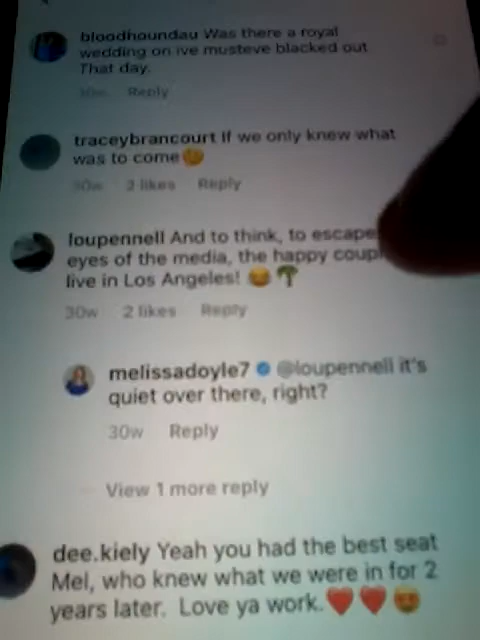 bloodhoundau Was there a royal
wedding on ive musteve blacked out
That day.
30w Reply
traceybrancourt If we only knew what
was to come
30w 2 likes Reply
loupennell And to think, to escape
eyes of the media, the happy
live in Los Angeles! 😂🌴
30w 2 likes Reply
melissadoyle7 @loupennell it's
quiet over there, right?
30w Reply
View 1 more reply
dee.kiely Yeah you had the best seat
Mel, who knew what we were in for 2
years later. Love ya work.❤️❤️😍